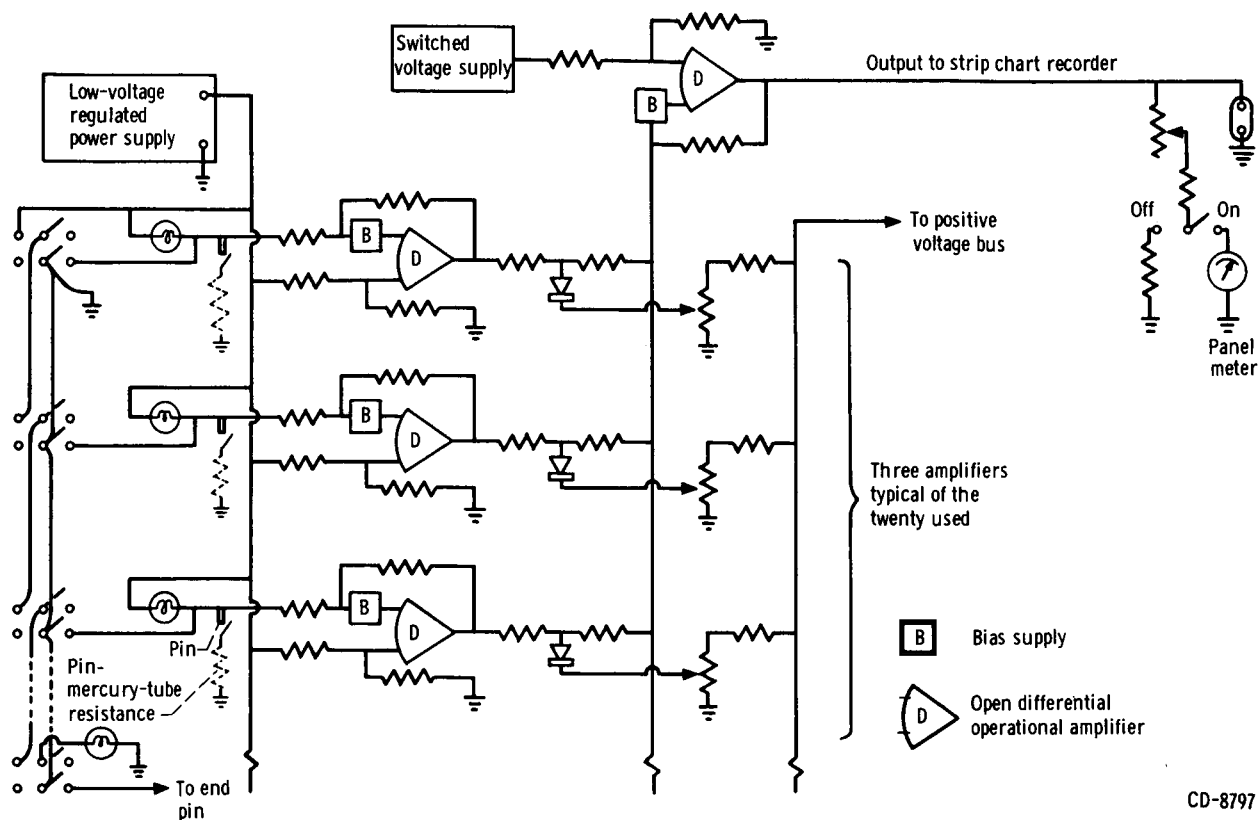 Switched
voltage supply
D
B
Output to strip chart recorder
Low-voltage
regulated
power supply
Off
On
Panel
meter
To positive
voltage bus
B
D
B
D
B
D
Three amplifiers
typical of the
twenty used
Pin
Pin-
mercury-tube
resistance
To end
pin
B
Bias supply
D
Open differential
operational amplifier
CD-8797